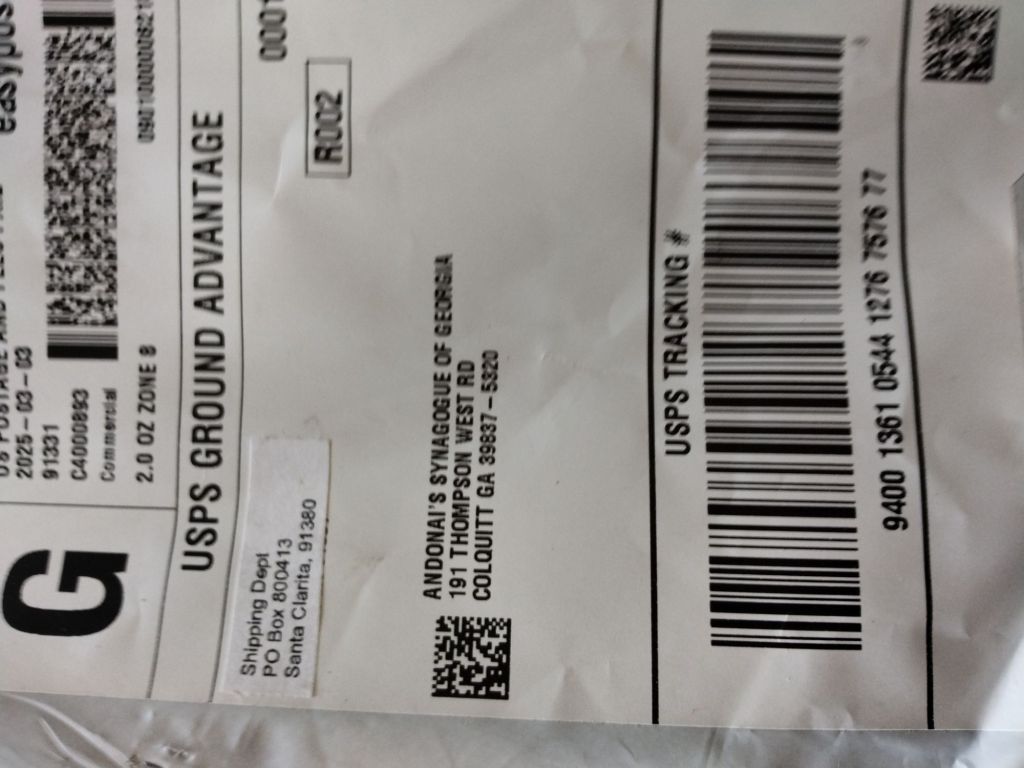 G
easypos
2025-03-03
91331
C4000893
Commercial
2.0 OZ ZONE 8
USPS GROUND ADVANTAGE
Shipping Dept
PO Box 800413
Santa Clarita, 91380
0001
R002
ANDONAI'S SYNAGOGUE OF GEORGIA
191 THOMPSON WEST RD
COLQUITT GA 39837-5320
USPS TRACKING #
9400 1361 0544 1276 7576 77